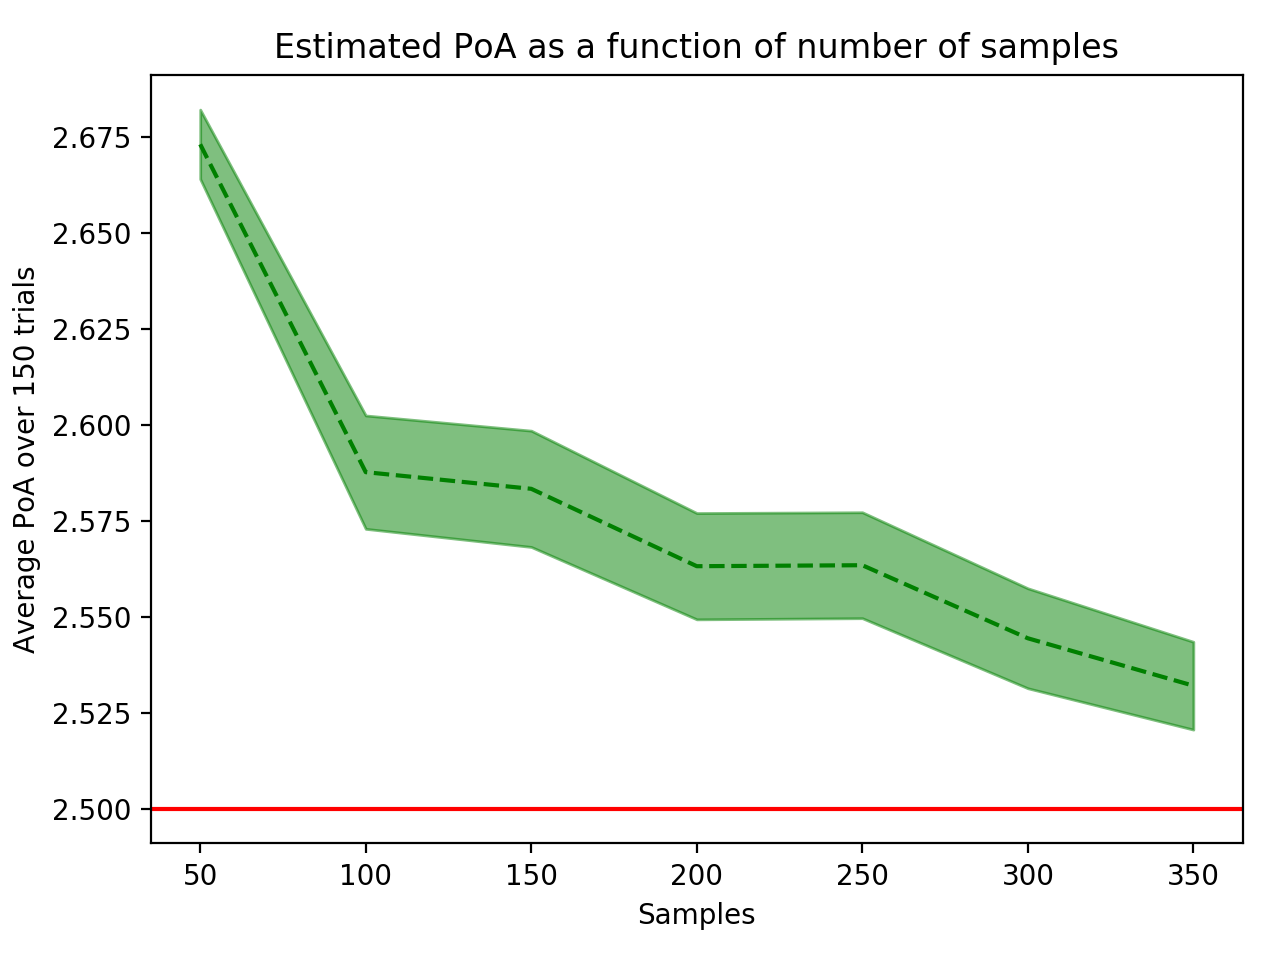 Estimated PoA as a function of number of samples
Average PoA over 150 trials
2.675
2.650
2.625
2.600
2.575
2.550
2.525
2.500
50 100 150 200 250 300 350
Samples